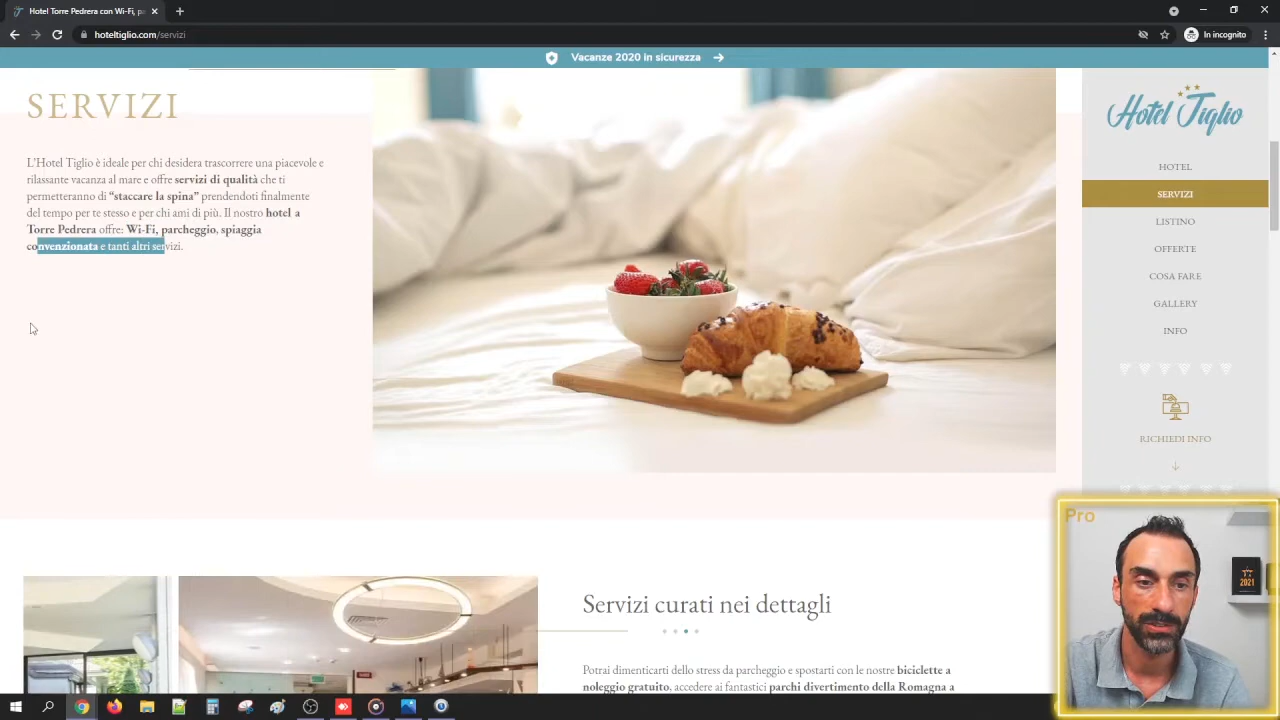 Hotel Torre Pedrera con Wi-Fi, pa
hoteltiglio.com/servizi
In incognito
Vacanze 2020 in sicurezza
SERVIZI
L'Hotel Tiglio è ideale per chi desidera trascorrere una piacevole e
rilassante vacanza al mare e offre servizi di qualità che ti
permetteranno di “staccare la spina” prendendoti finalmente
del tempo per te stesso e per chi ami di più. Il nostro hotel a
Torre Pedrera offre: Wi-Fi, parcheggio, spiaggia
convenzionata e tanti altri servizi.
Hotel Tiglio
HOTEL
SERVIZI
LISTINO
OFFERTE
COSA FARE
GALLERY
INFO
RICHIEDI INFO
Servizi curati nei dettagli
Potrai dimenticarti dello stress da parcheggio e spostarti con le nostre biciclette a
noleggio gratuito, accedere ai fantastici parchi divertimento della Romagna a
Pro
2021